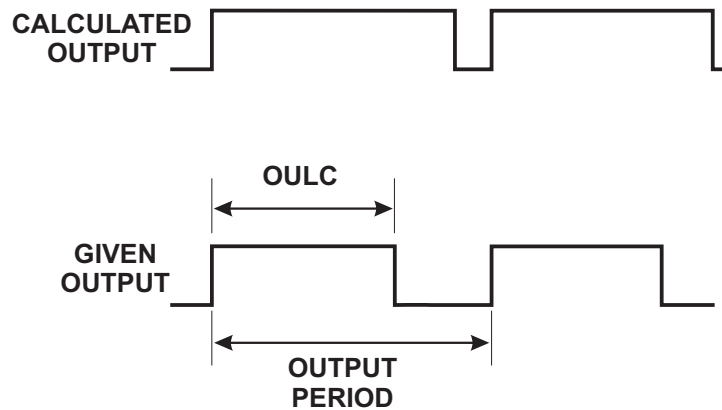 CALCULATED
OUTPUT
OULC
GIVEN
OUTPUT
OUTPUT
PERIOD